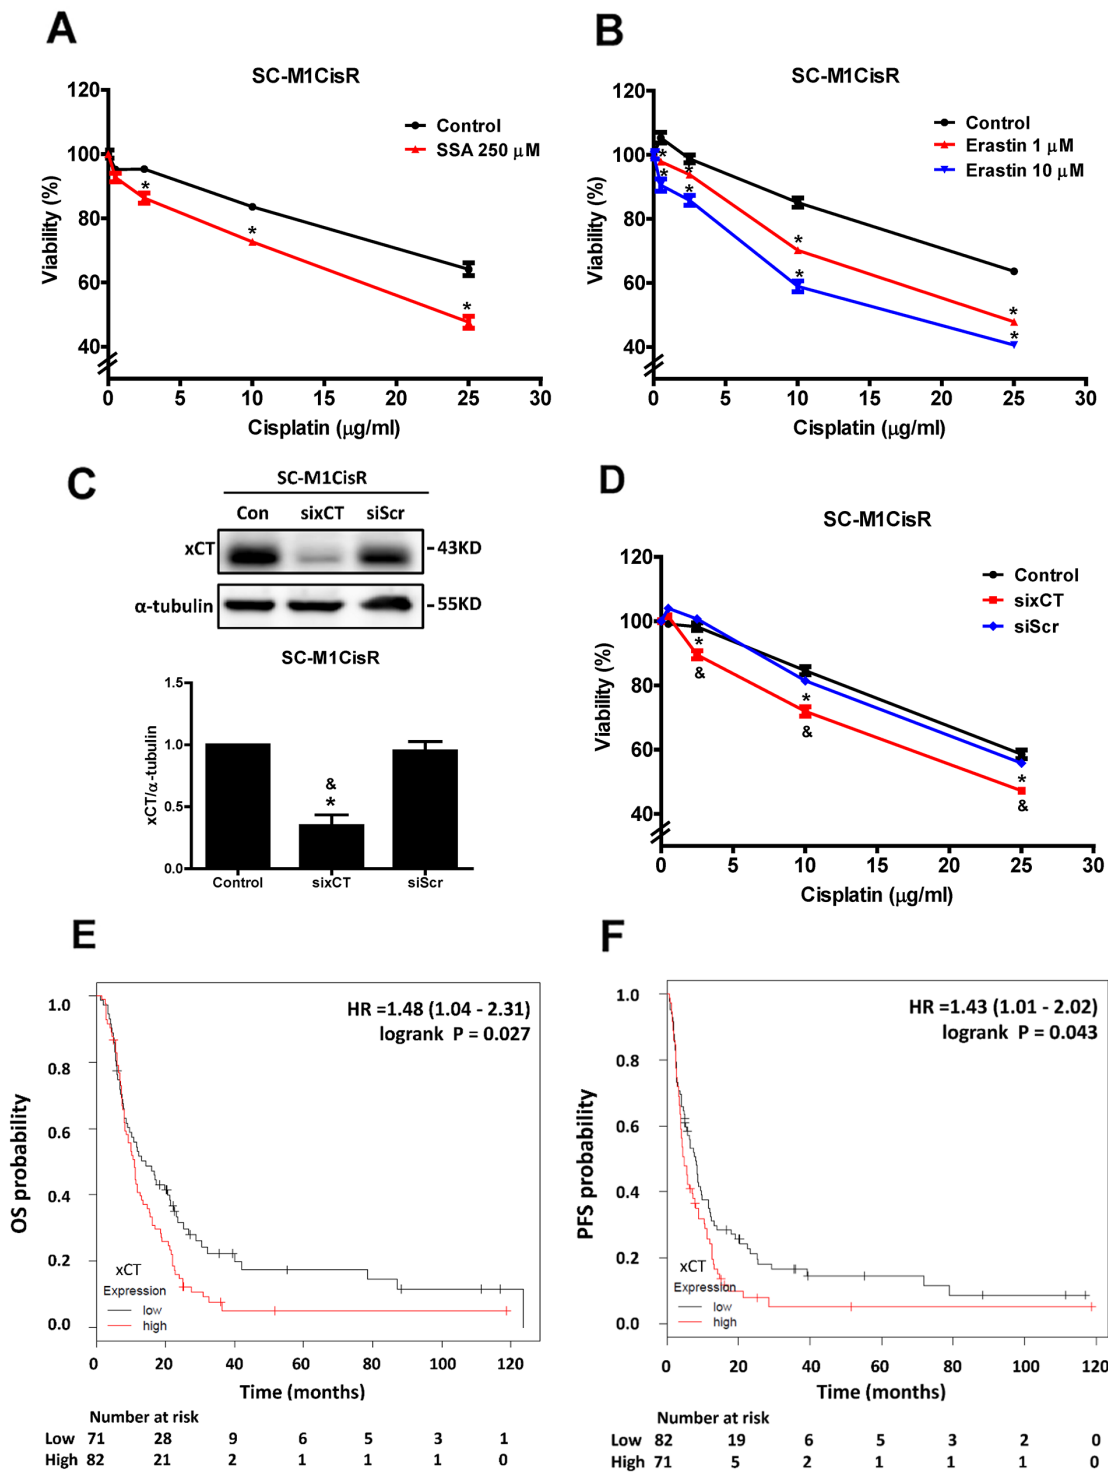 A
SC-M1CisR
Control
SSA 250 μM
Viability (%)
120
100
80
60
40
*
*
*
0 5 10 15 20 25 30
Cisplatin (μg/ml)
B
SC-M1CisR
Control
Erastin 1 μM
Erastin 10 μM
Viability (%)
120
100
80
60
40
*
*
*
*
*
*
*
*
0 5 10 15 20 25 30
Cisplatin (μg/ml)
C
SC-M1CisR
Con sixCT siScr
xCT -43KD
α-tubulin -55KD
SC-M1CisR
xCT/α-tubulin
1.5
1.0
0.5
0.0
&
*
Control sixCT siScr
D
SC-M1CisR
Control
sixCT
siScr
Viability (%)
120
100
80
60
40
*
&
*
&
*
&
0 5 10 15 20 25 30
Cisplatin (μg/ml)
E
HR =1.48 (1.04 - 2.31)
logrank P = 0.027
OS probability
1.0
0.8
0.6
0.4
0.2
0.0
xCT
Expression
low
high
0 20 40 60 80 100 120
Time (months)
Number at risk
Low 71 28 9 6 5 3 1
High 82 21 2 1 1 1 0
F
HR =1.43 (1.01 - 2.02)
logrank P = 0.043
PFS probability
1.0
0.8
0.6
0.4
0.2
0.0
xCT
Expression
low
high
0 20 40 60 80 100 120
Time (months)
Number at risk
Low 82 19 6 5 3 2 0
High 71 5 2 1 1 1 0